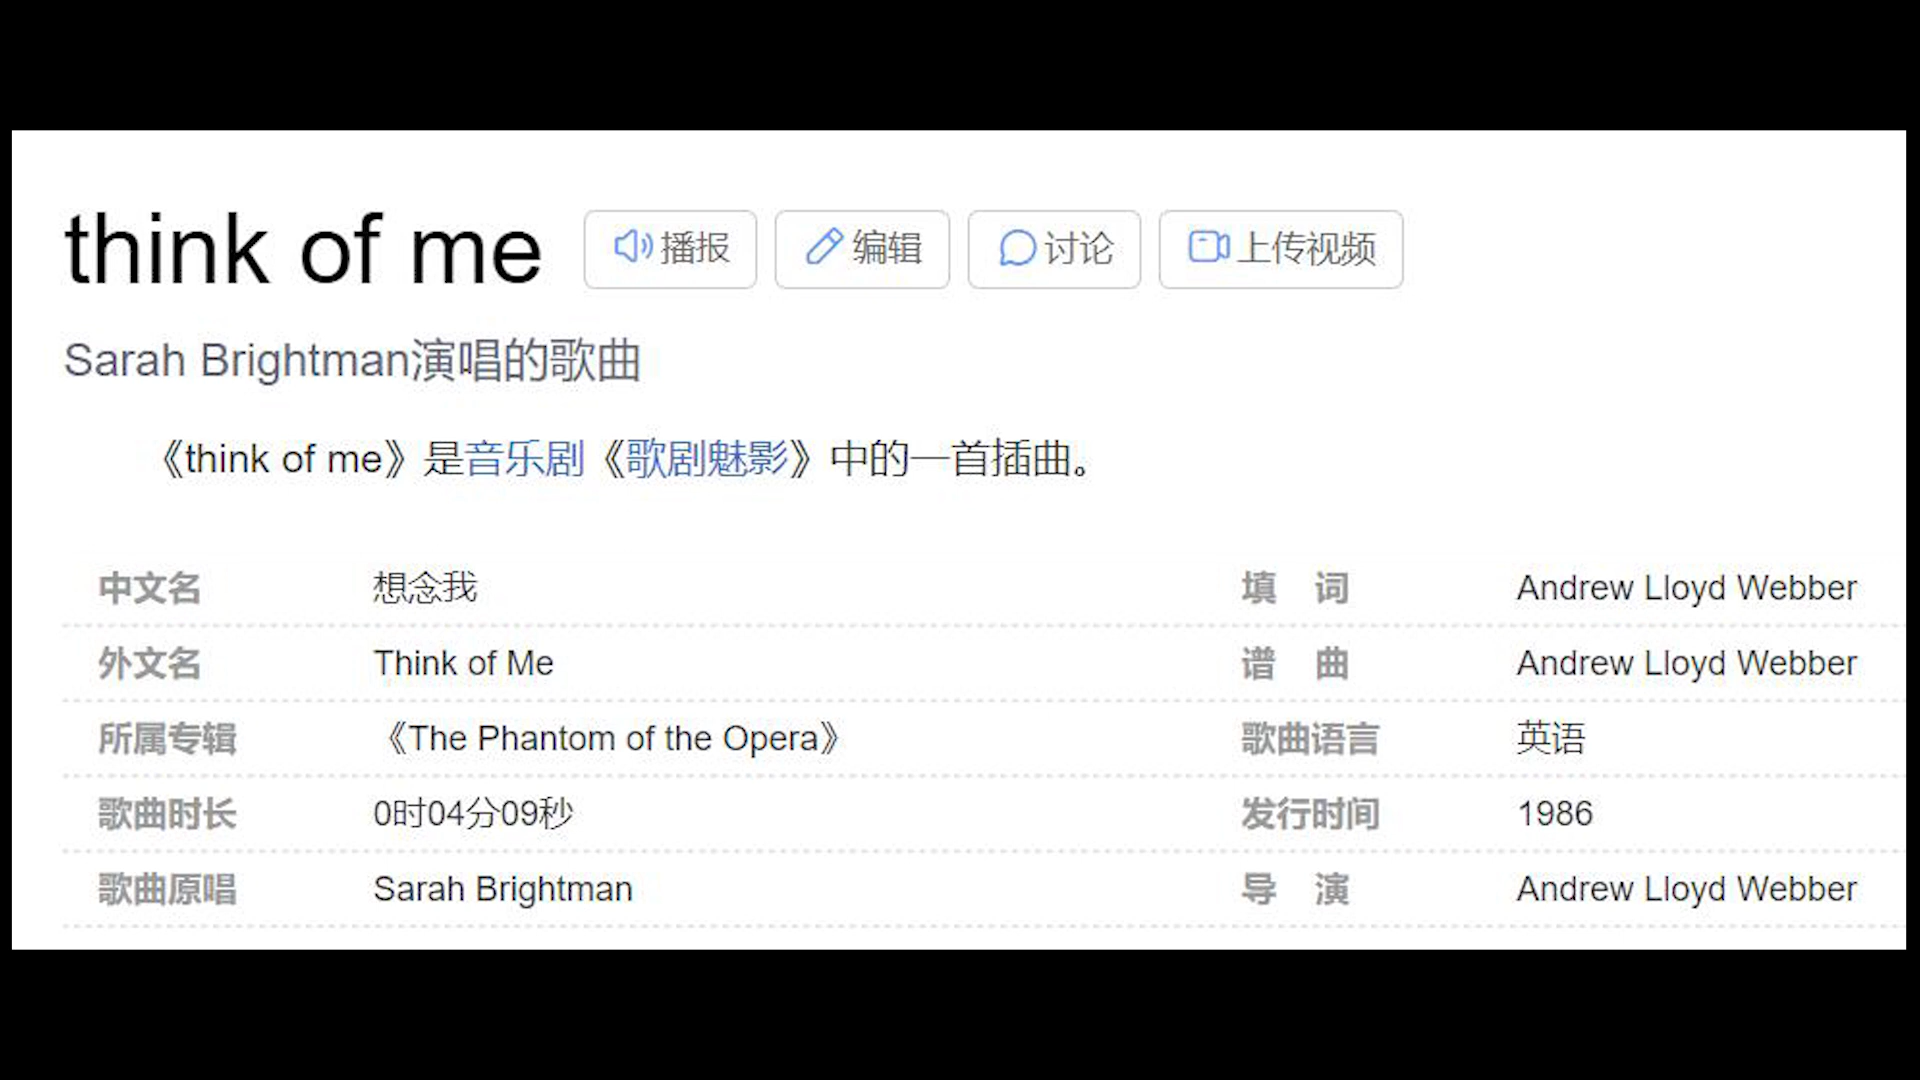 think of me 播报 编辑 讨论 上传视频
Sarah Brightman演唱的歌曲
《think of me》是音乐剧《歌剧魅影》中的一首插曲。
中文名 想念我 填 词 Andrew Lloyd Webber
外文名 Think of Me 谱 曲 Andrew Lloyd Webber
所属专辑 《The Phantom of the Opera》 歌曲语言 英语
歌曲时长 0时04分09秒 发行时间 1986
歌曲原唱 Sarah Brightman 导 演 Andrew Lloyd Webber